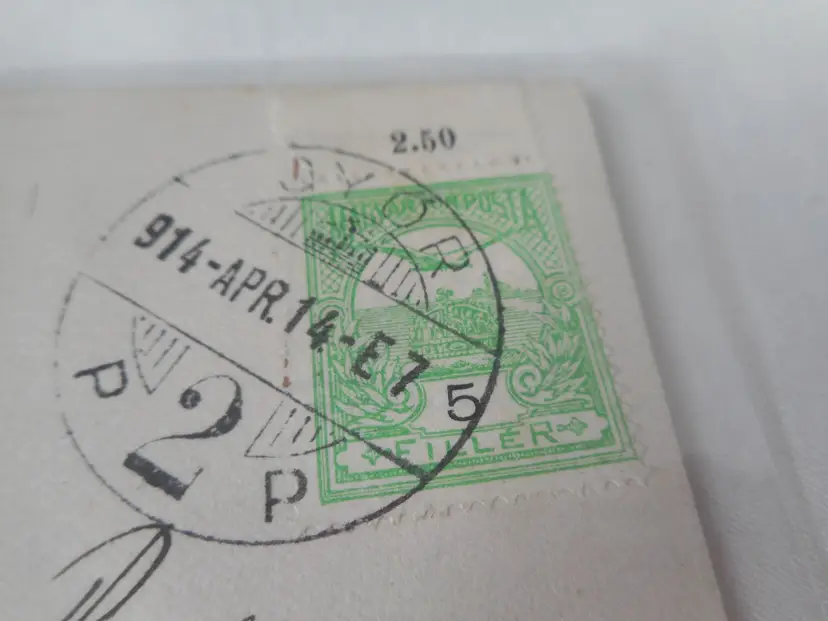 2.50
GYŐR
MAGYAR KIR. POSTA
914-APR.14.-E7
5
FILLÉR
P 2 P